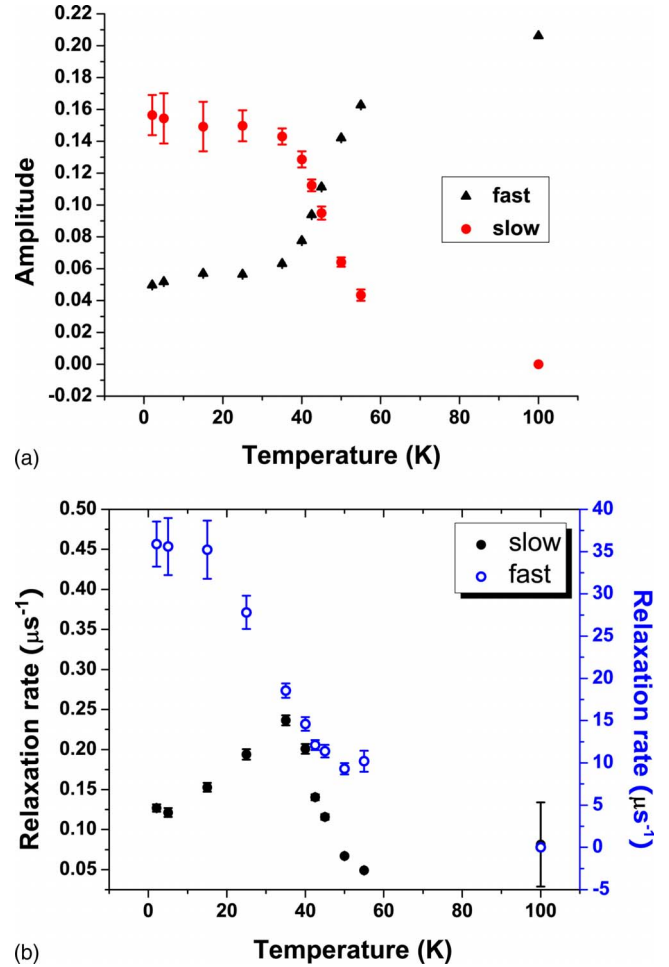 0.22
0.20
0.18
0.16
0.14
0.12
0.10
0.08
0.06
0.04
0.02
0.00
-0.02
Amplitude
fast
slow
0 20 40 60 80 100
Temperature (K)
(a)
0.50
0.45
0.40
0.35
0.30
0.25
0.20
0.15
0.10
0.05
Relaxation rate (μs-1)
slow
fast
40
35
30
25
20
15
10
5
0
-5
Relaxation rate (μs-1)
0 20 40 60 80 100
Temperature (K)
(b)